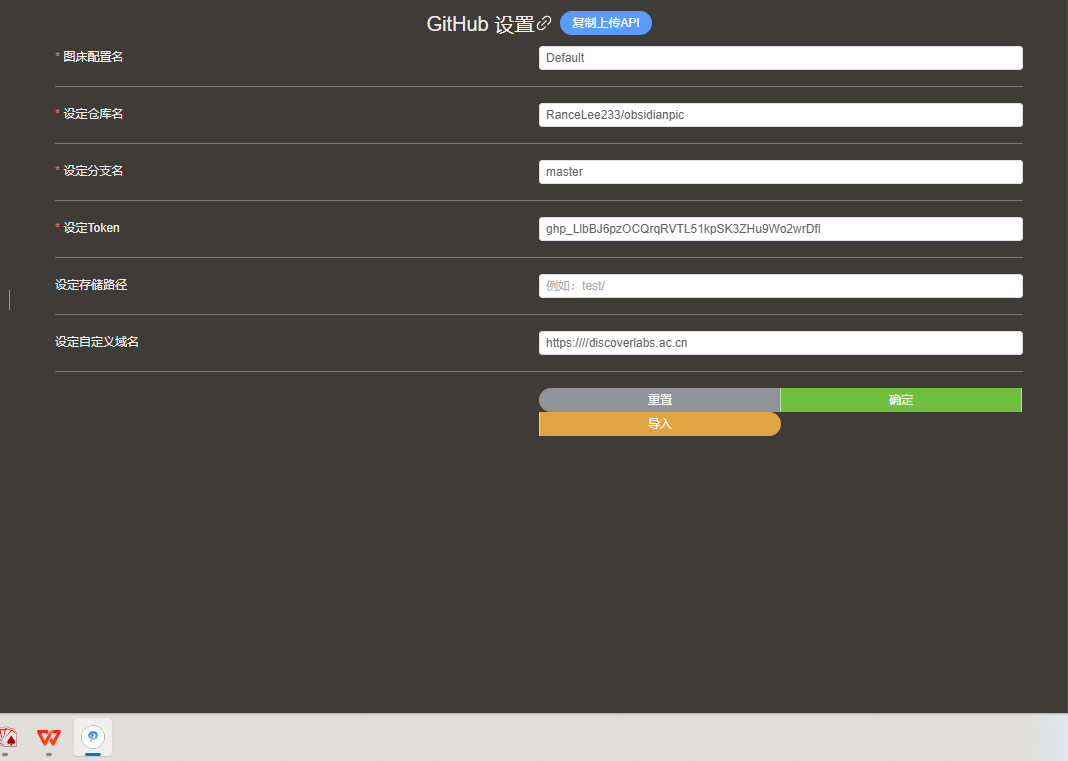 GitHub 设置
复制上传API
* 图床配置名
Default
* 设定仓库名
RanceLee233/obsidianpic
* 设定分支名
master
* 设定Token
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
设定存储路径
例如：test/
设定自定义域名
https:////discoverlabs.ac.cn
重置
确定
导入